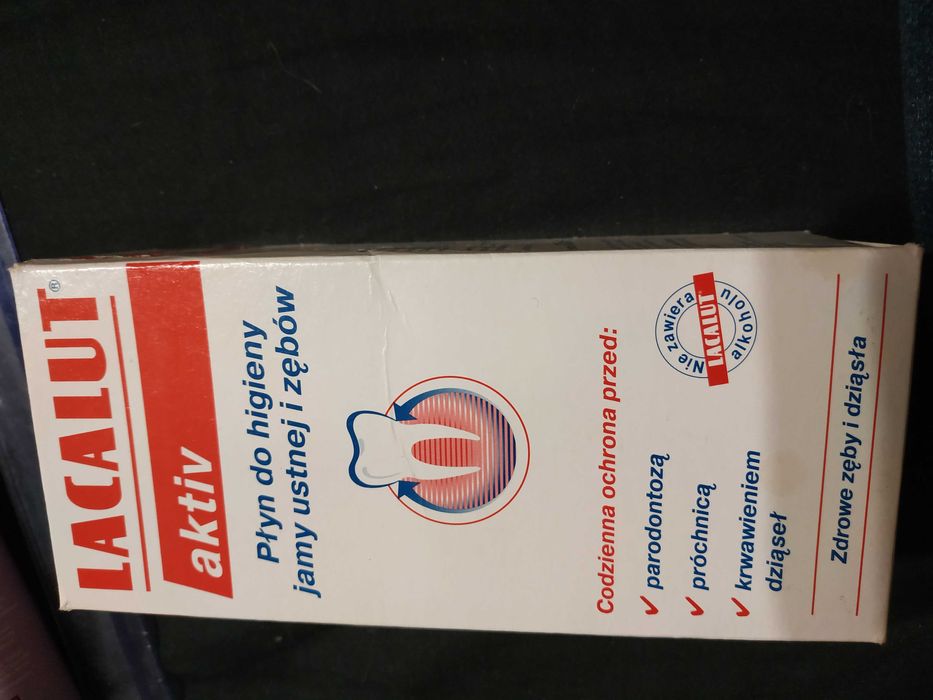 LACALUT®
aktiv
Płyn do higieny
jamy ustnej i zębów
Codzienna ochrona przed:
parodontozą
próchnicą
krwawieniem
dziąseł
Nie zawiera
LACALUT
alkoholu
Zdrowe zęby i dziąsła